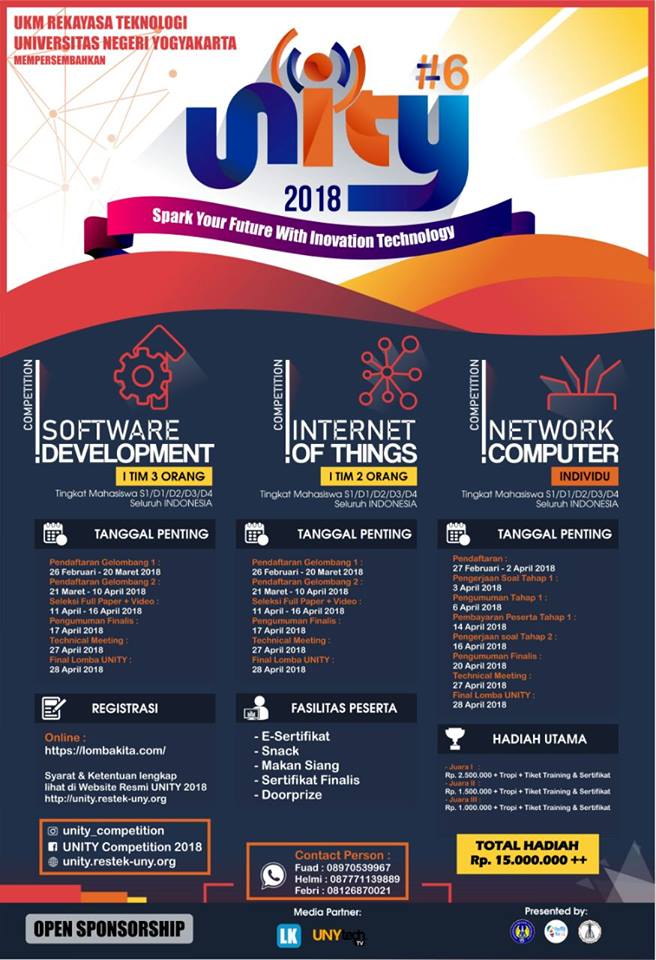 UKM REKAYASA TEKNOLOGI
UNIVERSITAS NEGERI YOGYAKARTA
MEMPERSEMBAHKAN
#6
unity
2018
Spark Your Future With Inovation Technology
COMPETITION
SOFTWARE
DEVELOPMENT
1 TIM 3 ORANG
Tingkat Mahasiswa S1/D1/D2/D3/D4
Seluruh INDONESIA
TANGGAL PENTING
Pendaftaran Gelombang 1 :
26 Februari - 20 Maret 2018
Pendaftaran Gelombang 2 :
21 Maret - 10 April 2018
Seleksi Full Paper + Video :
11 April - 16 April 2018
Pengumuman Finalis :
17 April 2018
Technical Meeting :
27 April 2018
Final Lomba UNITY :
28 April 2018
COMPETITION
INTERNET
OF THINGS
1 TIM 2 ORANG
Tingkat Mahasiswa S1/D1/D2/D3/D4
Seluruh INDONESIA
TANGGAL PENTING
Pendaftaran Gelombang 1 :
26 Februari - 20 Maret 2018
Pendaftaran Gelombang 2 :
21 Maret - 10 April 2018
Seleksi Full Paper + Video :
11 April - 16 April 2018
Pengumuman Finalis :
17 April 2018
Technical Meeting :
27 April 2018
Final Lomba UNITY :
28 April 2018
COMPETITION
NETWORK
COMPUTER
INDIVIDU
Tingkat Mahasiswa S1/D1/D2/D3/D4
Seluruh INDONESIA
TANGGAL PENTING
Pendaftaran :
27 Februari - 2 April 2018
Pengerjaan Soal Tahap 1 :
3 April 2018
Pengumuman Tahap 1 :
6 April 2018
Pembayaran Peserta Tahap 1 :
14 April 2018
Pengerjaan soal Tahap 2 :
16 April 2018
Pengumuman Finalis :
20 April 2018
Technical Meeting :
27 April 2018
Final Lomba UNITY :
28 April 2018
REGISTRASI
Online :
https://lombakita.com/
Syarat & Ketentuan lengkap
lihat di Website Resmi UNITY 2018
http://unity.restek-uny.org
unity_competition
UNITY Competition 2018
unity.restek-uny.org
FASILITAS PESERTA
- E-Sertifikat
- Snack
- Makan Siang
- Sertifikat Finalis
- Doorprize
Contact Person :
Fuad : 08970539967
Helmi : 087771139889
Febri : 08126870021
HADIAH UTAMA
- Juara I :
Rp. 2.500.000 + Tropi + Tiket Training & Sertifikat
- Juara II :
Rp. 1.500.000 + Tropi + Tiket Training & Sertifikat
- Juara III :
Rp. 1.000.000 + Tropi + Tiket Training & Sertifikat
TOTAL HADIAH
Rp. 15.000.000 ++
OPEN SPONSORSHIP
Media Partner:
LK
UNYtech TV
Presented by: